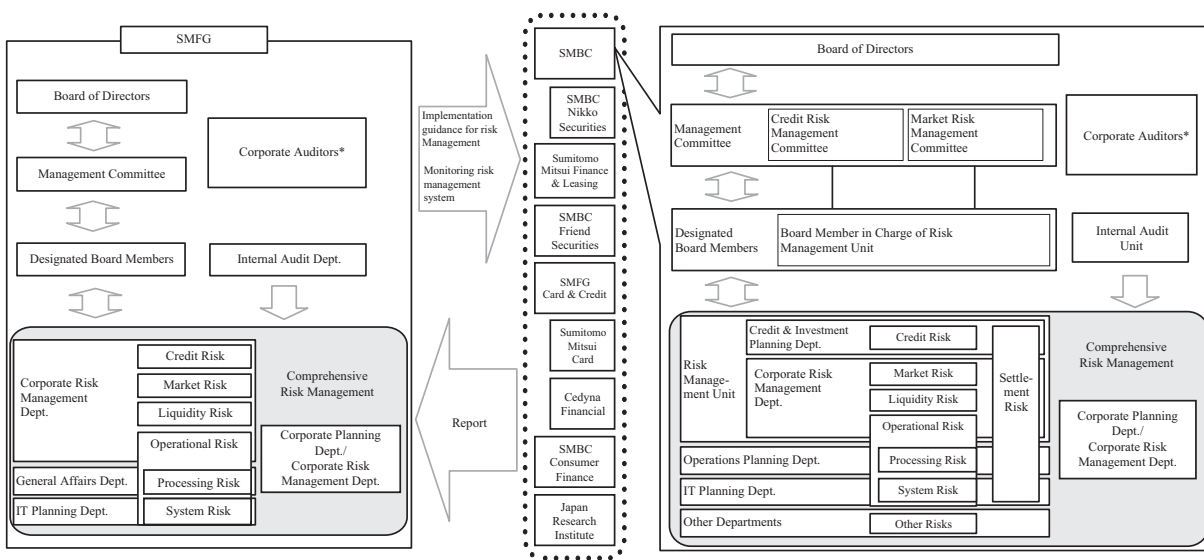 SMFG
Board of Directors
Corporate Auditors*
Management Committee
Designated Board Members
Internal Audit Dept.
Corporate Risk
Management
Dept.
Credit Risk
Market Risk
Liquidity Risk
Operational Risk
General Affairs Dept.
Processing Risk
IT Planning Dept.
System Risk
Comprehensive
Risk Management
Corporate Planning
Dept./
Corporate Risk
Management Dept.
Implementation
guidance for risk
Management
Monitoring risk
management
system
Report
SMBC
SMBC
Nikko
Securities
Sumitomo
Mitsui Finance
& Leasing
SMBC
Friend
Securities
SMFG
Card & Credit
Sumitomo
Mitsui
Card
Cedyna
Financial
SMBC
Consumer
Finance
Japan
Research
Institute
Board of Directors
Management
Committee
Credit Risk
Management
Committee
Market Risk
Management
Committee
Corporate Auditors*
Designated
Board Members
Board Member in Charge of Risk
Management Unit
Internal Audit
Unit
Risk
Manage-
ment Unit
Credit & Investment
Planning Dept.
Credit Risk
Corporate Risk
Management
Dept.
Market Risk
Liquidity Risk
Operational Risk
Operations Planning Dept.
Processing Risk
IT Planning Dept.
System Risk
Other Departments
Other Risks
Settle-
ment
Risk
Comprehensive
Risk Management
Corporate Planning
Dept./
Corporate Risk
Management Dept.